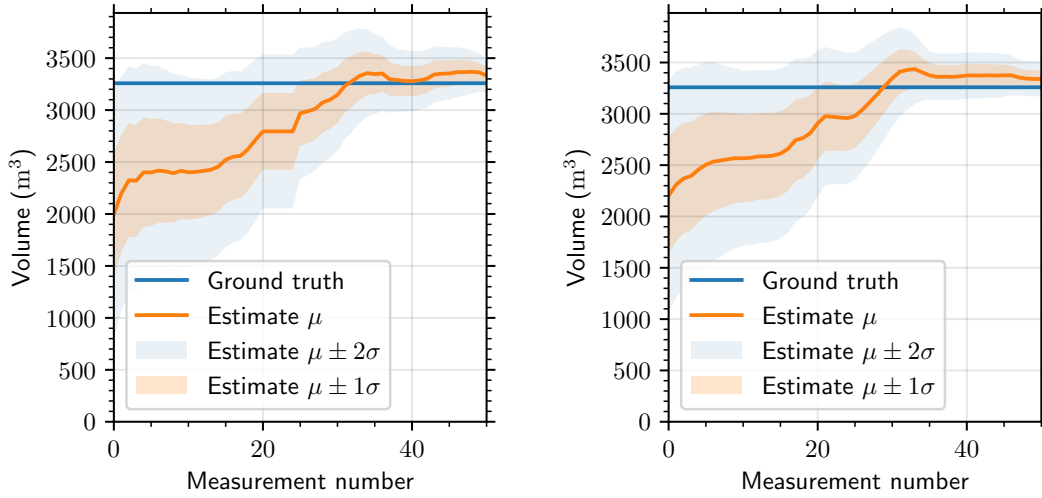 3500
3000
2500
2000
1500
1000
500
0
Volume (m³)
Ground truth
Estimate μ
Estimate μ ± 2σ
Estimate μ ± 1σ
0 20 40
Measurement number
3500
3000
2500
2000
1500
1000
500
0
Volume (m³)
Ground truth
Estimate μ
Estimate μ ± 2σ
Estimate μ ± 1σ
0 20 40
Measurement number